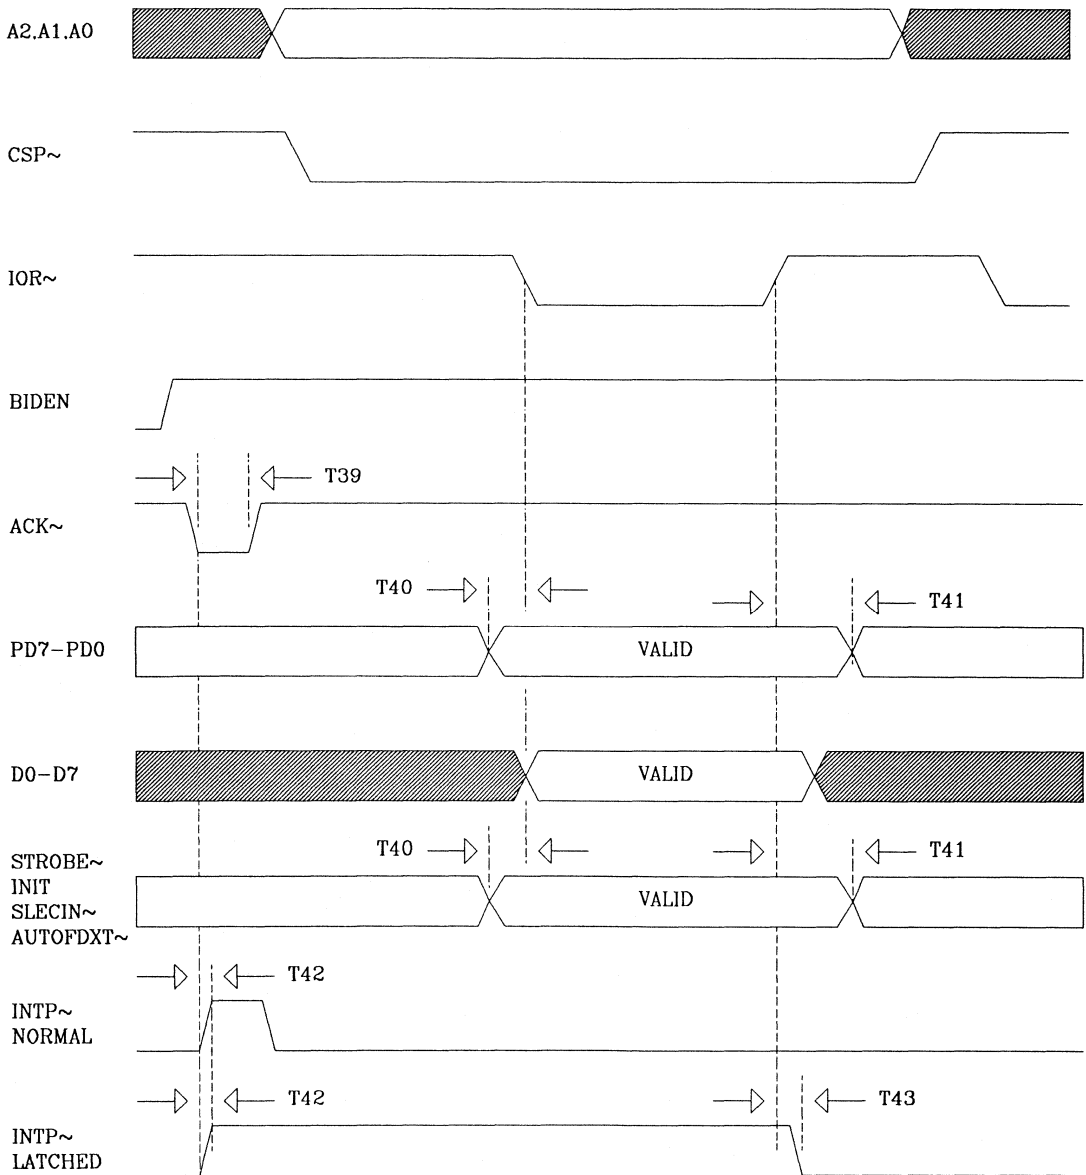 A2,A1,A0
CSP~
IOR~
BIDEN
T39
ACK~
T40
T41
PD7-PD0
VALID
D0-D7
VALID
T40
T41
STROBE~
INIT
SLECIN~
AUTOFDXT~
VALID
T42
INTP~
NORMAL
T42
T43
INTP~
LATCHED